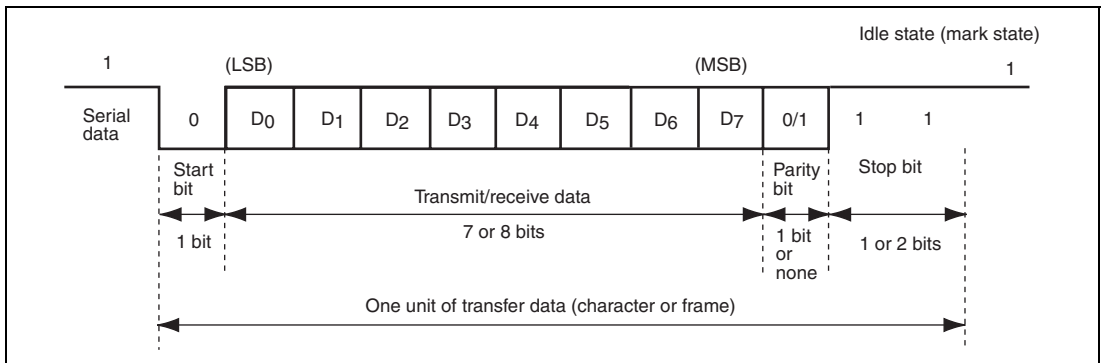 Idle state (mark state)
1 (LSB) (MSB) 1
Serial data
0 D0 D1 D2 D3 D4 D5 D6 D7 0/1 1 1
Start bit
Transmit/receive data
Parity bit
Stop bit
1 bit
7 or 8 bits
1 bit or none
1 or 2 bits
One unit of transfer data (character or frame)